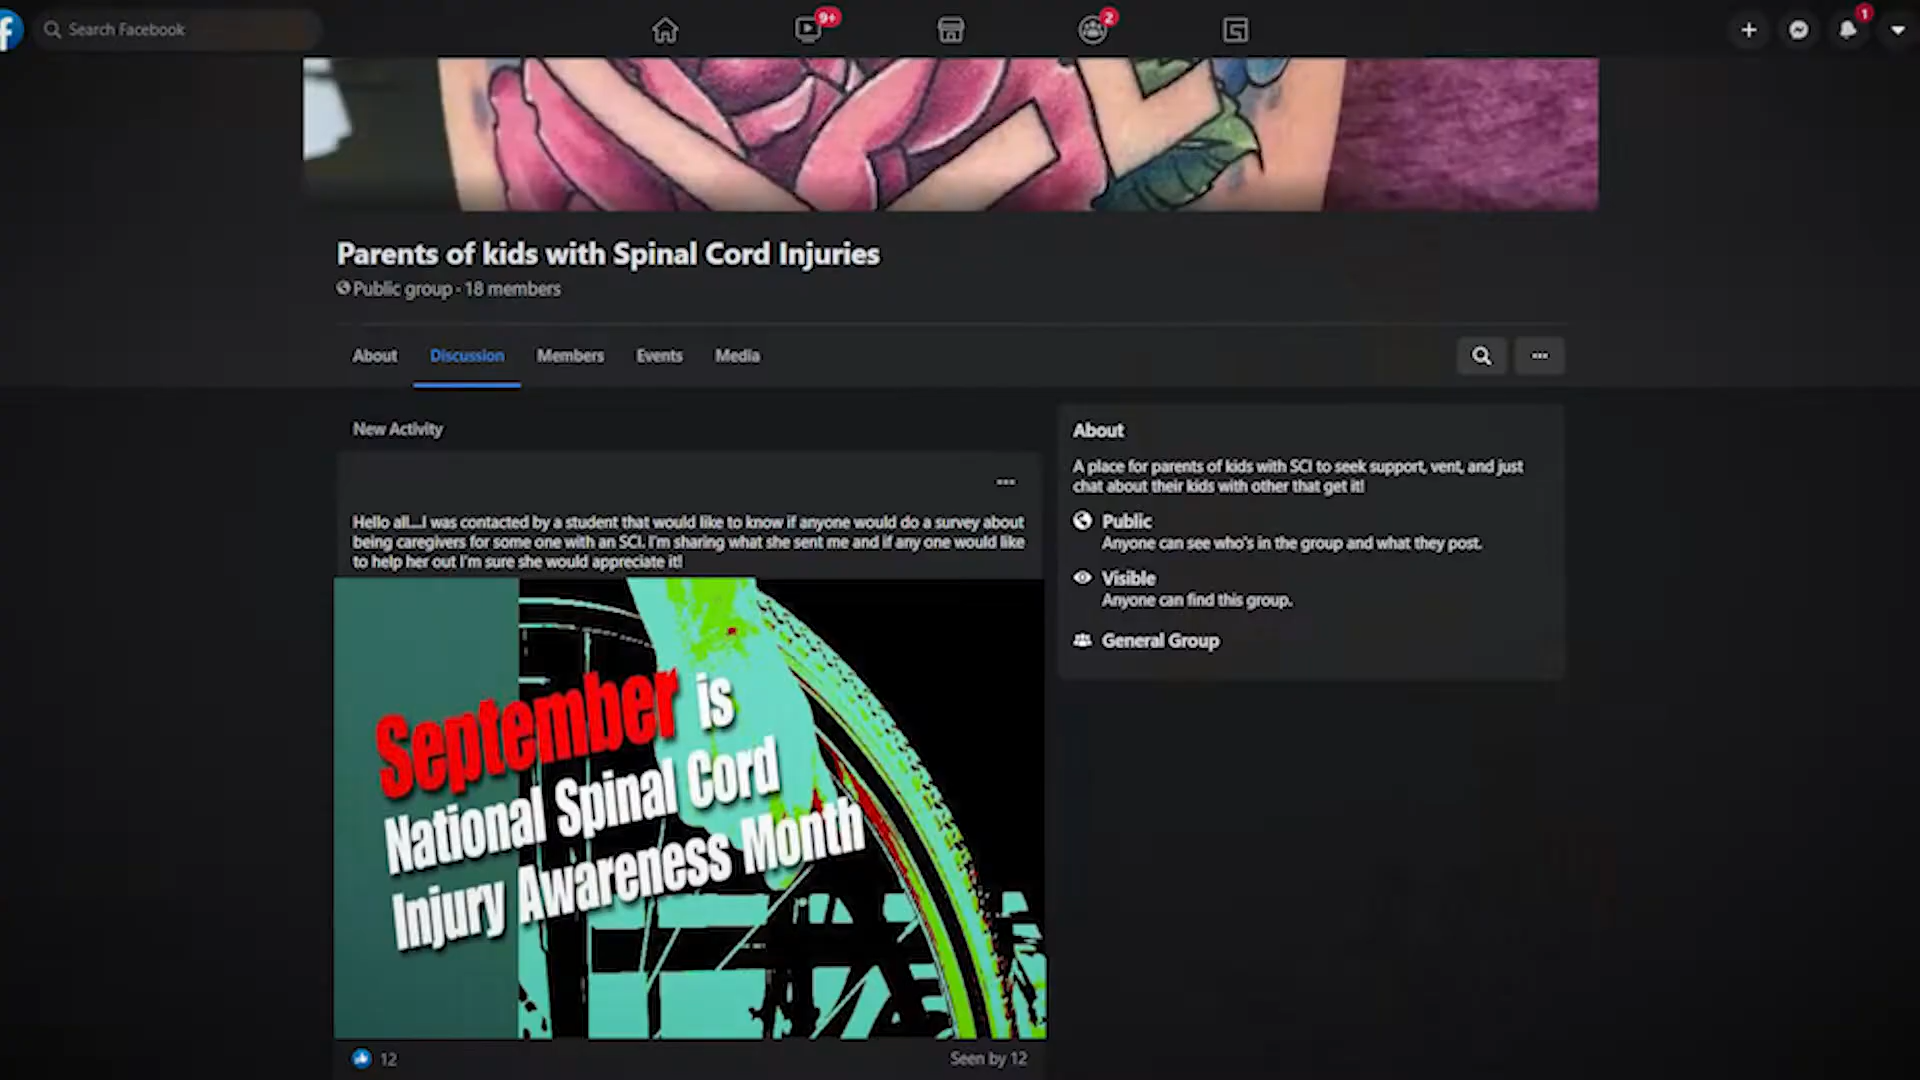 Search Facebook
9+
2
1
Parents of kids with Spinal Cord Injuries
Public group · 18 members
About
Discussion
Members
Events
Media
New Activity
Hello all....I was contacted by a student that would like to know if anyone would do a survey about
being caregivers for some one with an SCI. I'm sharing what she sent me and if any one would like
to help her out I'm sure she would appreciate it!
September is
National Spinal Cord
Injury Awareness Month
12
Seen by 12
About
A place for parents of kids with SCI to seek support, vent, and just
chat about their kids with other that get it!
Public
Anyone can see who's in the group and what they post.
Visible
Anyone can find this group.
General Group